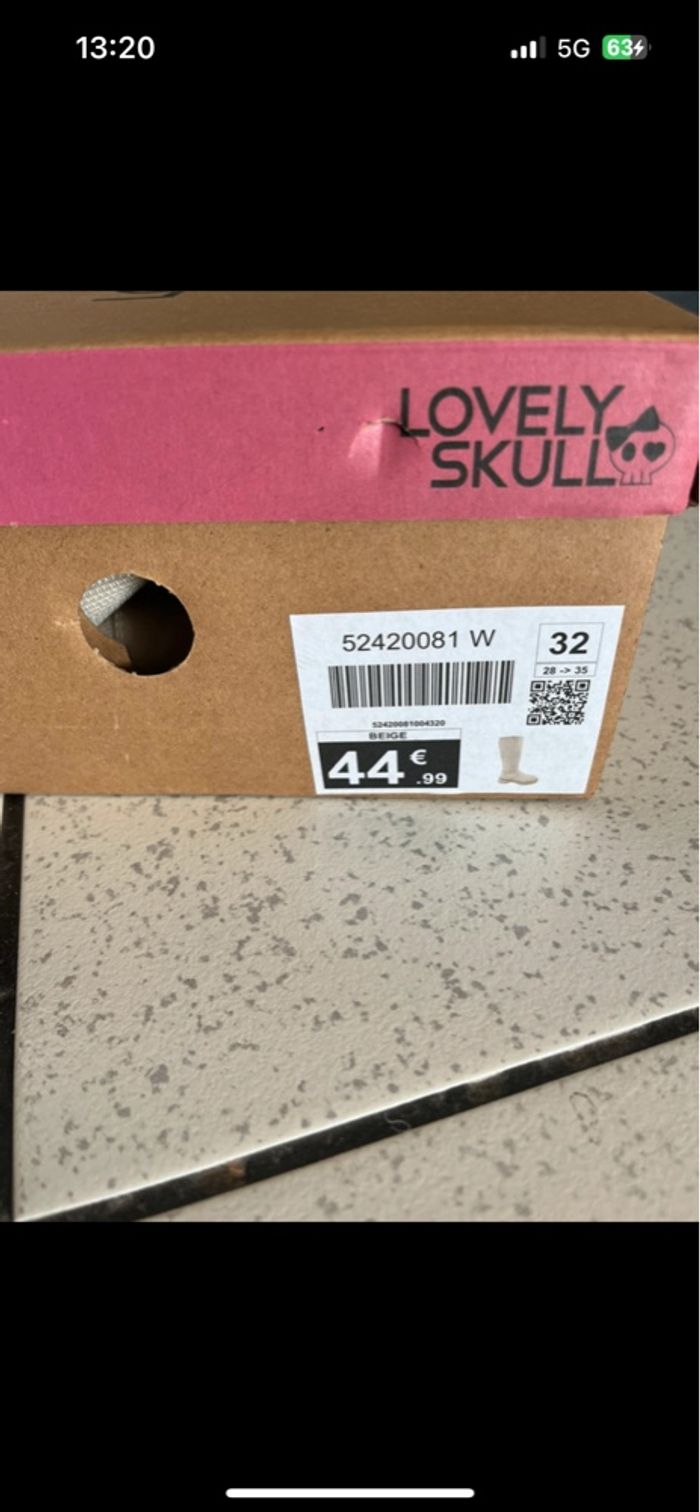 13:20
5G 63
LOVELY
SKULL
52420081 W
32
28 -> 35
52420081004320
BEIGE
44 € .99